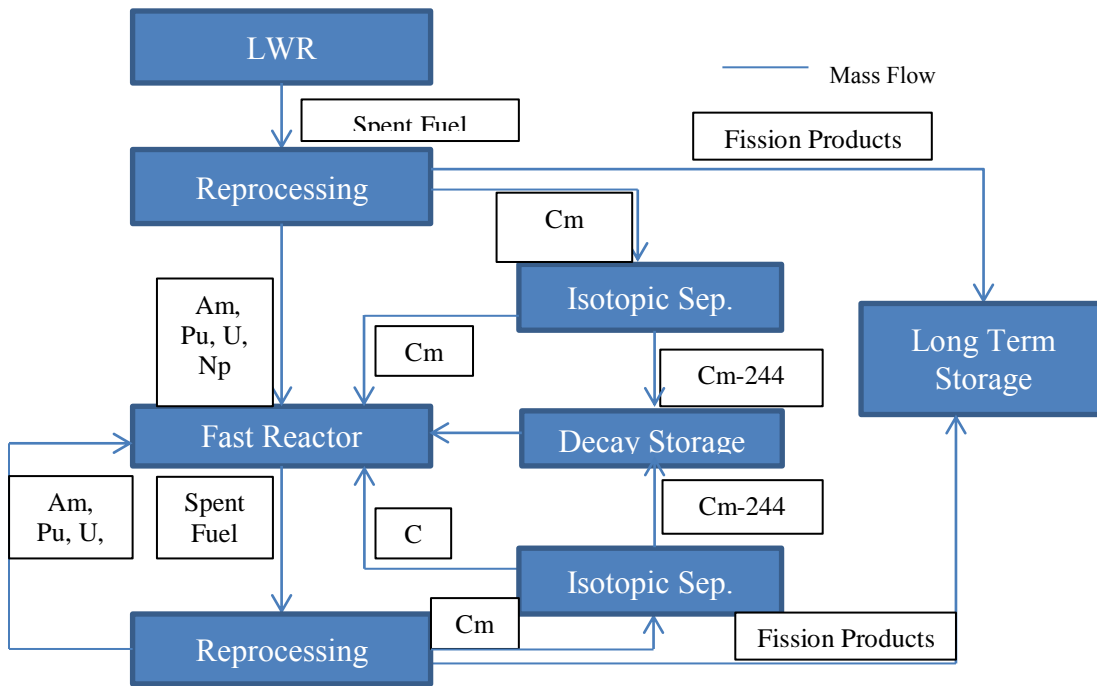 LWR
Mass Flow
Spent Fuel
Fission Products
Reprocessing
Cm
Isotopic Sep.
Am,
Pu, U,
Np
Cm
Long Term
Storage
Cm-244
Fast Reactor
Decay Storage
Am,
Pu, U,
Spent
Fuel
Cm-244
C
Isotopic Sep.
Cm
Fission Products
Reprocessing